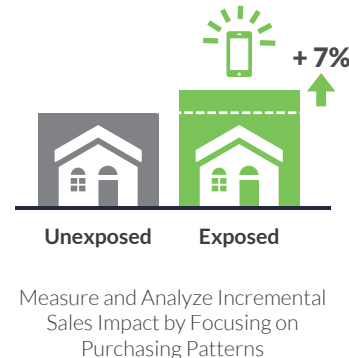 + 7%
Unexposed
Exposed
Measure and Analyze Incremental
Sales Impact by Focusing on
Purchasing Patterns